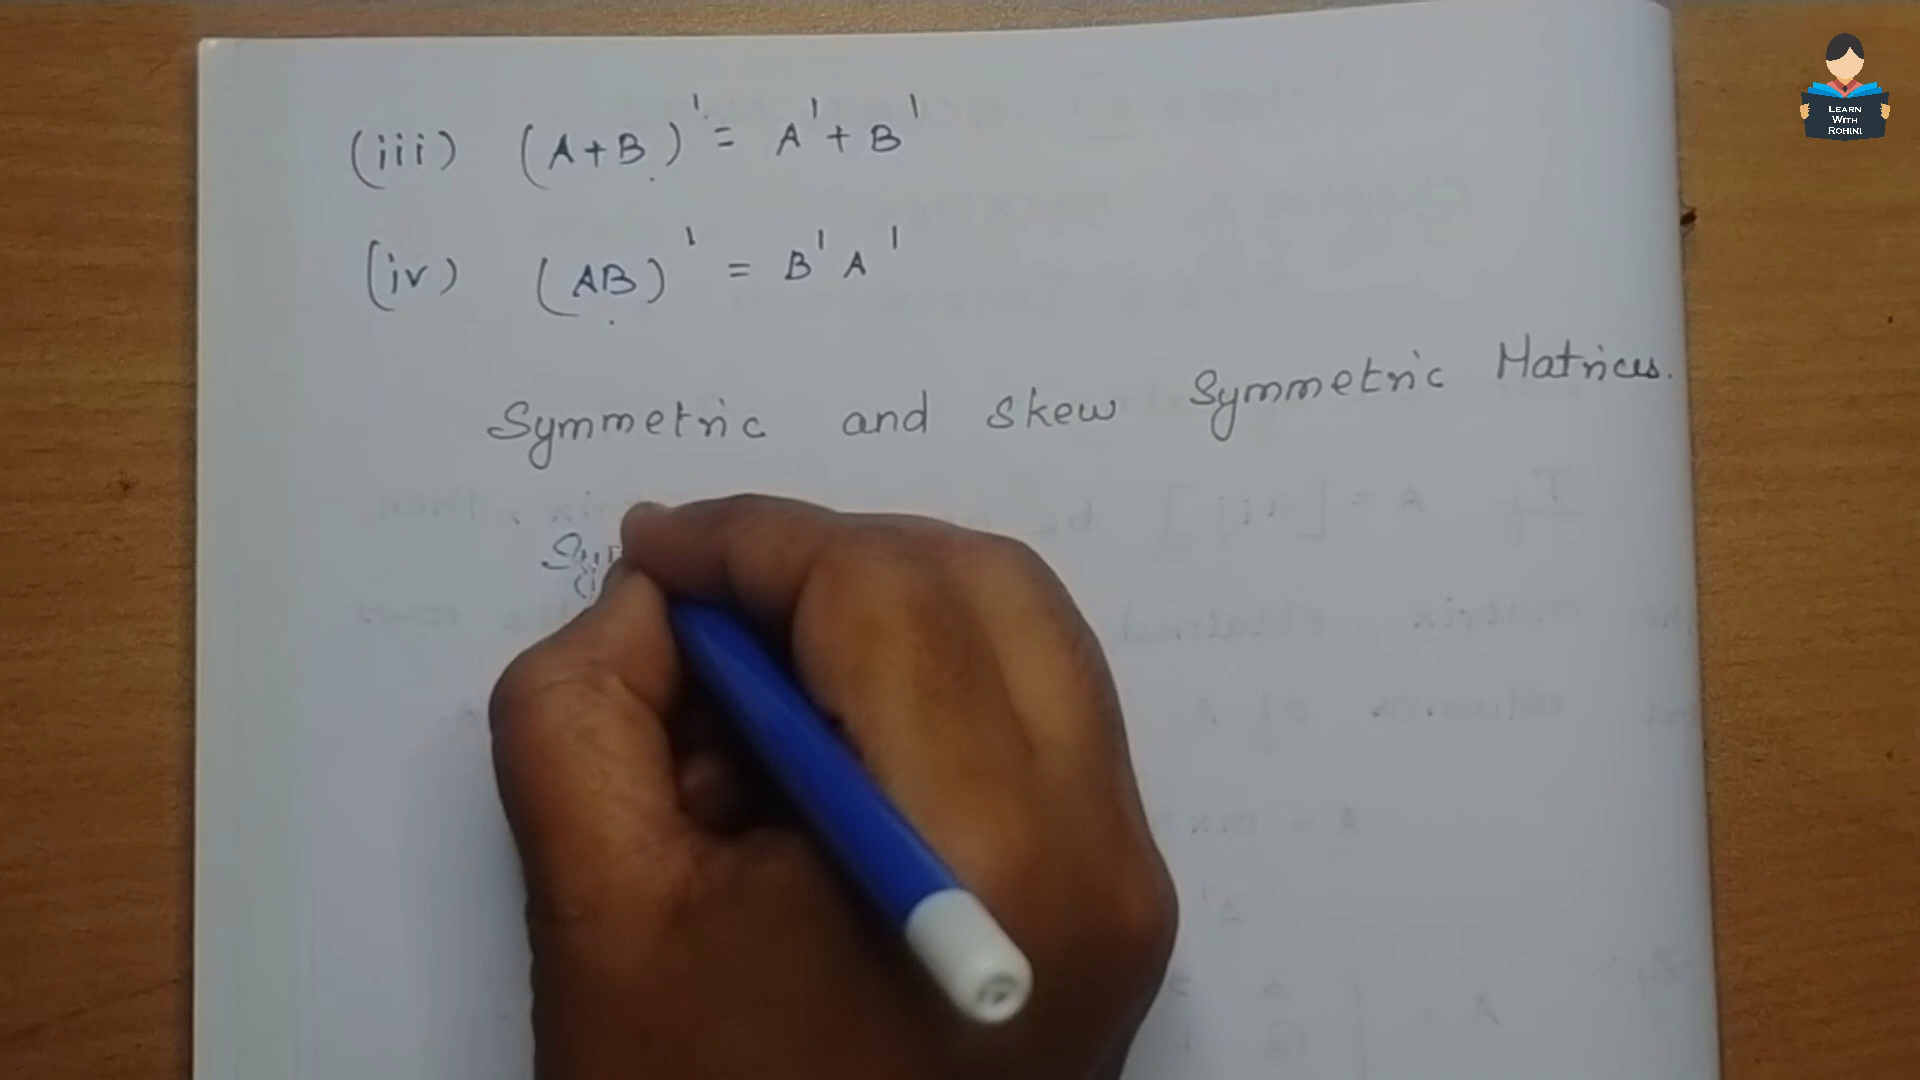 (iii) (A+B)' = A' + B'
(iv) (AB)' = B' A'
Symmetric and Skew Symmetric Matrices.
LEARN
WITH
ROHINI